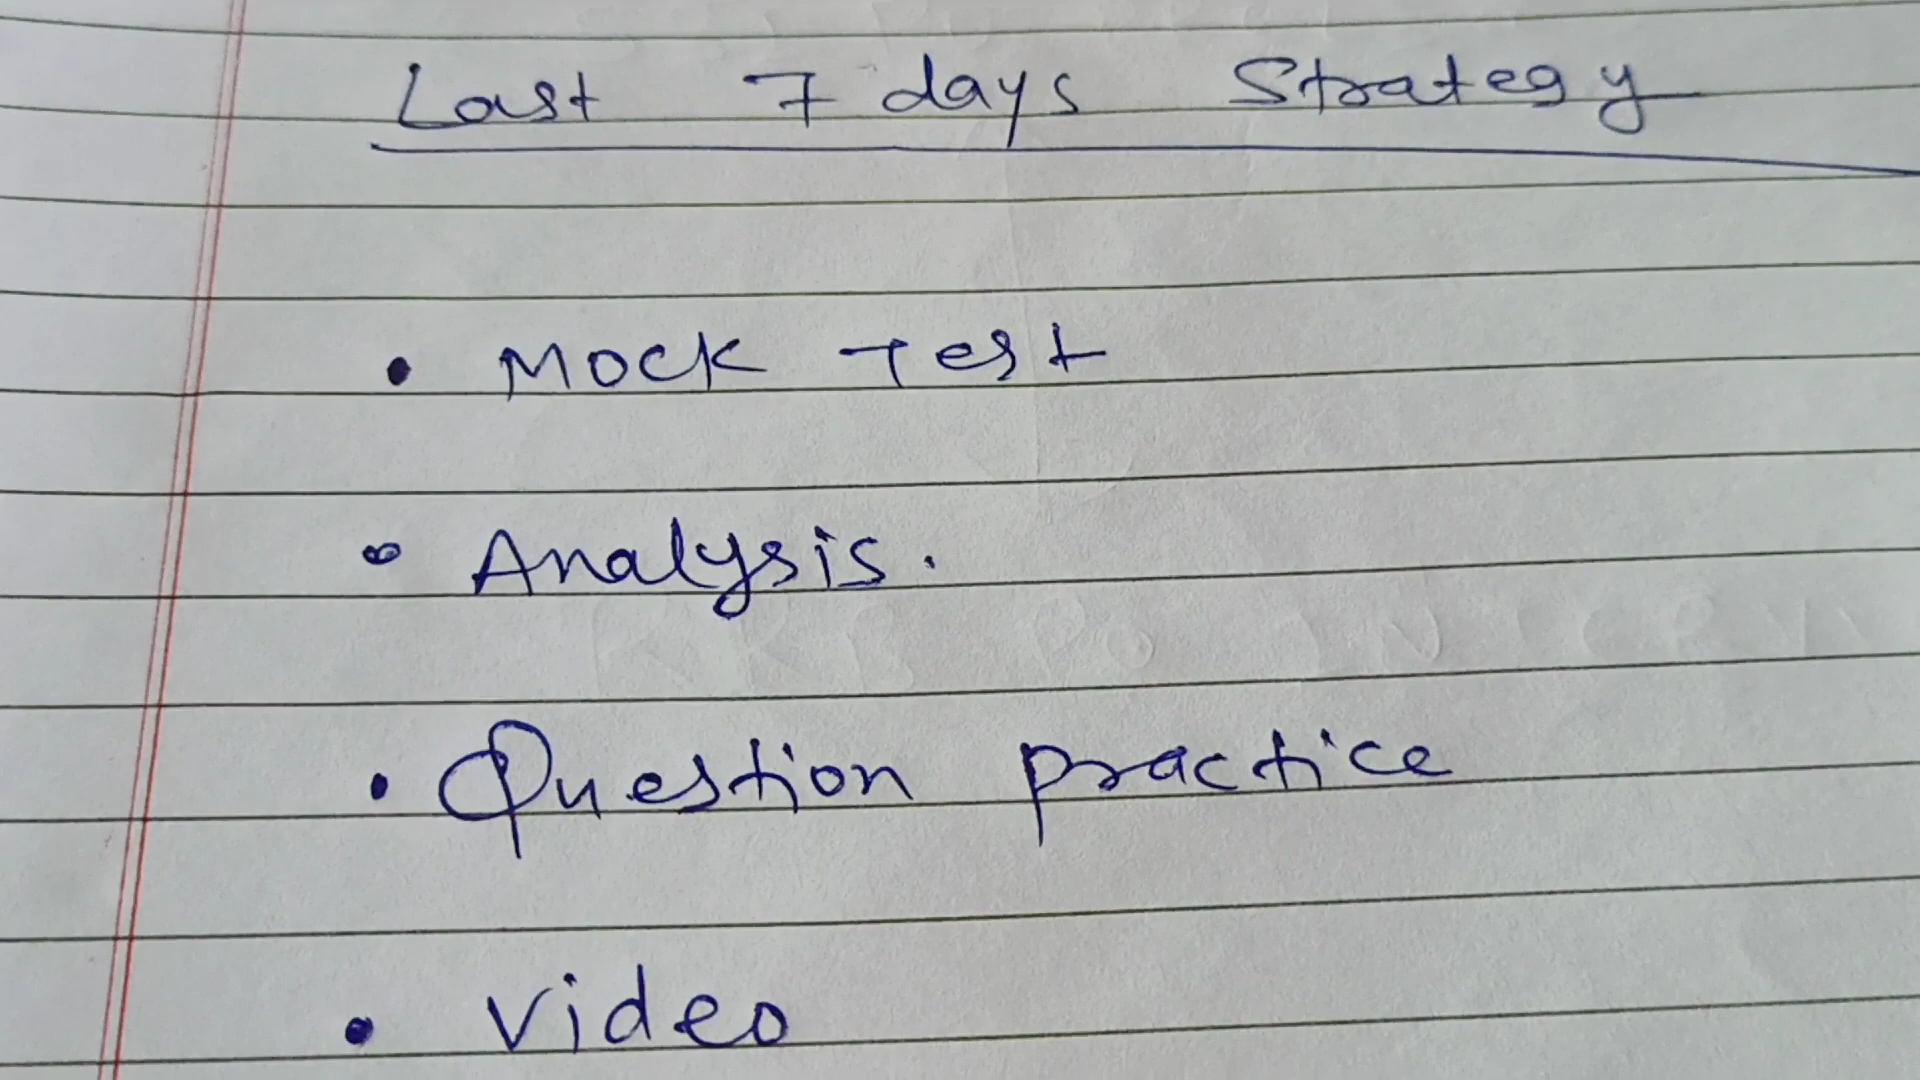 Last 7 days Strategy
• Mock Test
• Analysis.
• Question practice
• Video